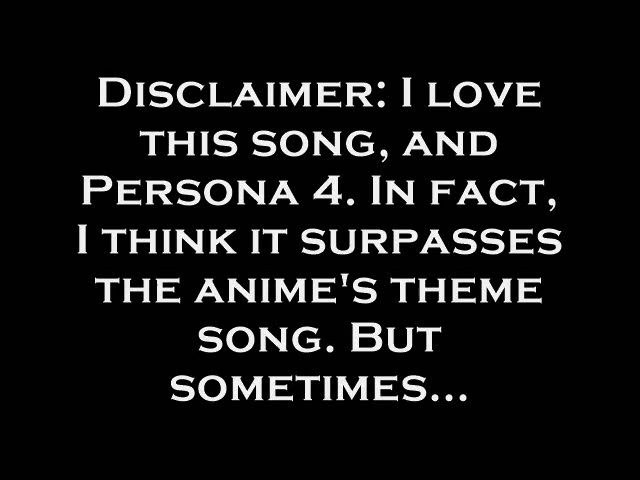 Disclaimer: I love
this song, and
Persona 4. In fact,
I think it surpasses
the anime's theme
song. But
sometimes...